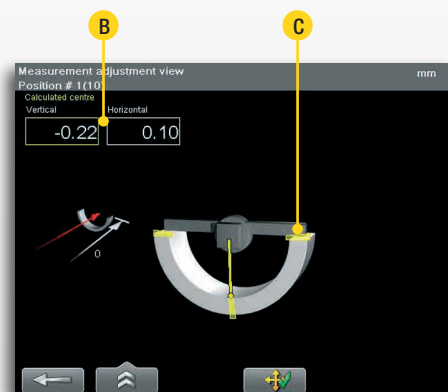 B
C
Measurement adjustment view
mm
Position # 1(10)
Calculated centre
Vertical
Horizontal
-0.22
0.10
0